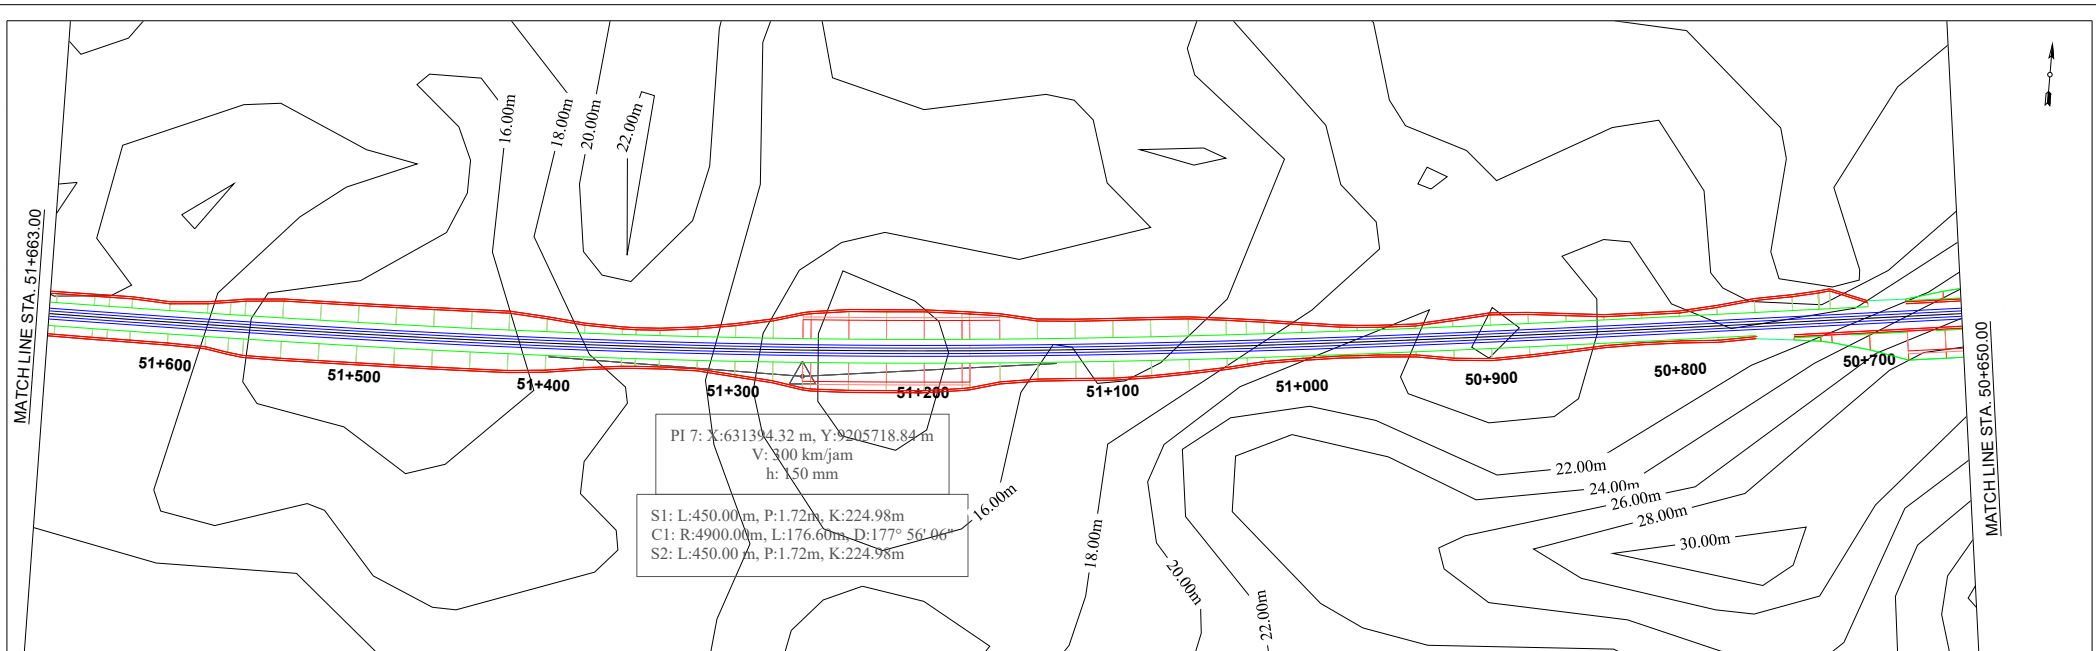 MATCH LINE STA. 51+663.00
16.00m
18.00m
20.00m
22.00m
51+600
51+500
51+400
51+300
51+200
51+100
51+000
50+900
50+800
50+700
MATCH LINE STA. 50+650.00
PI 7: X:631394.32 m, Y:9205718.84 m
V: 300 km/jam
h: 150 mm
S1: L:450.00 m, P:1.72m, K:224.98m
C1: R:4900.00m, L:176.60m, D:177° 56' 06"
S2: L:450.00 m, P:1.72m, K:224.98m
16.00m
18.00m
20.00m
22.00m
22.00m
24.00m
26.00m
28.00m
30.00m